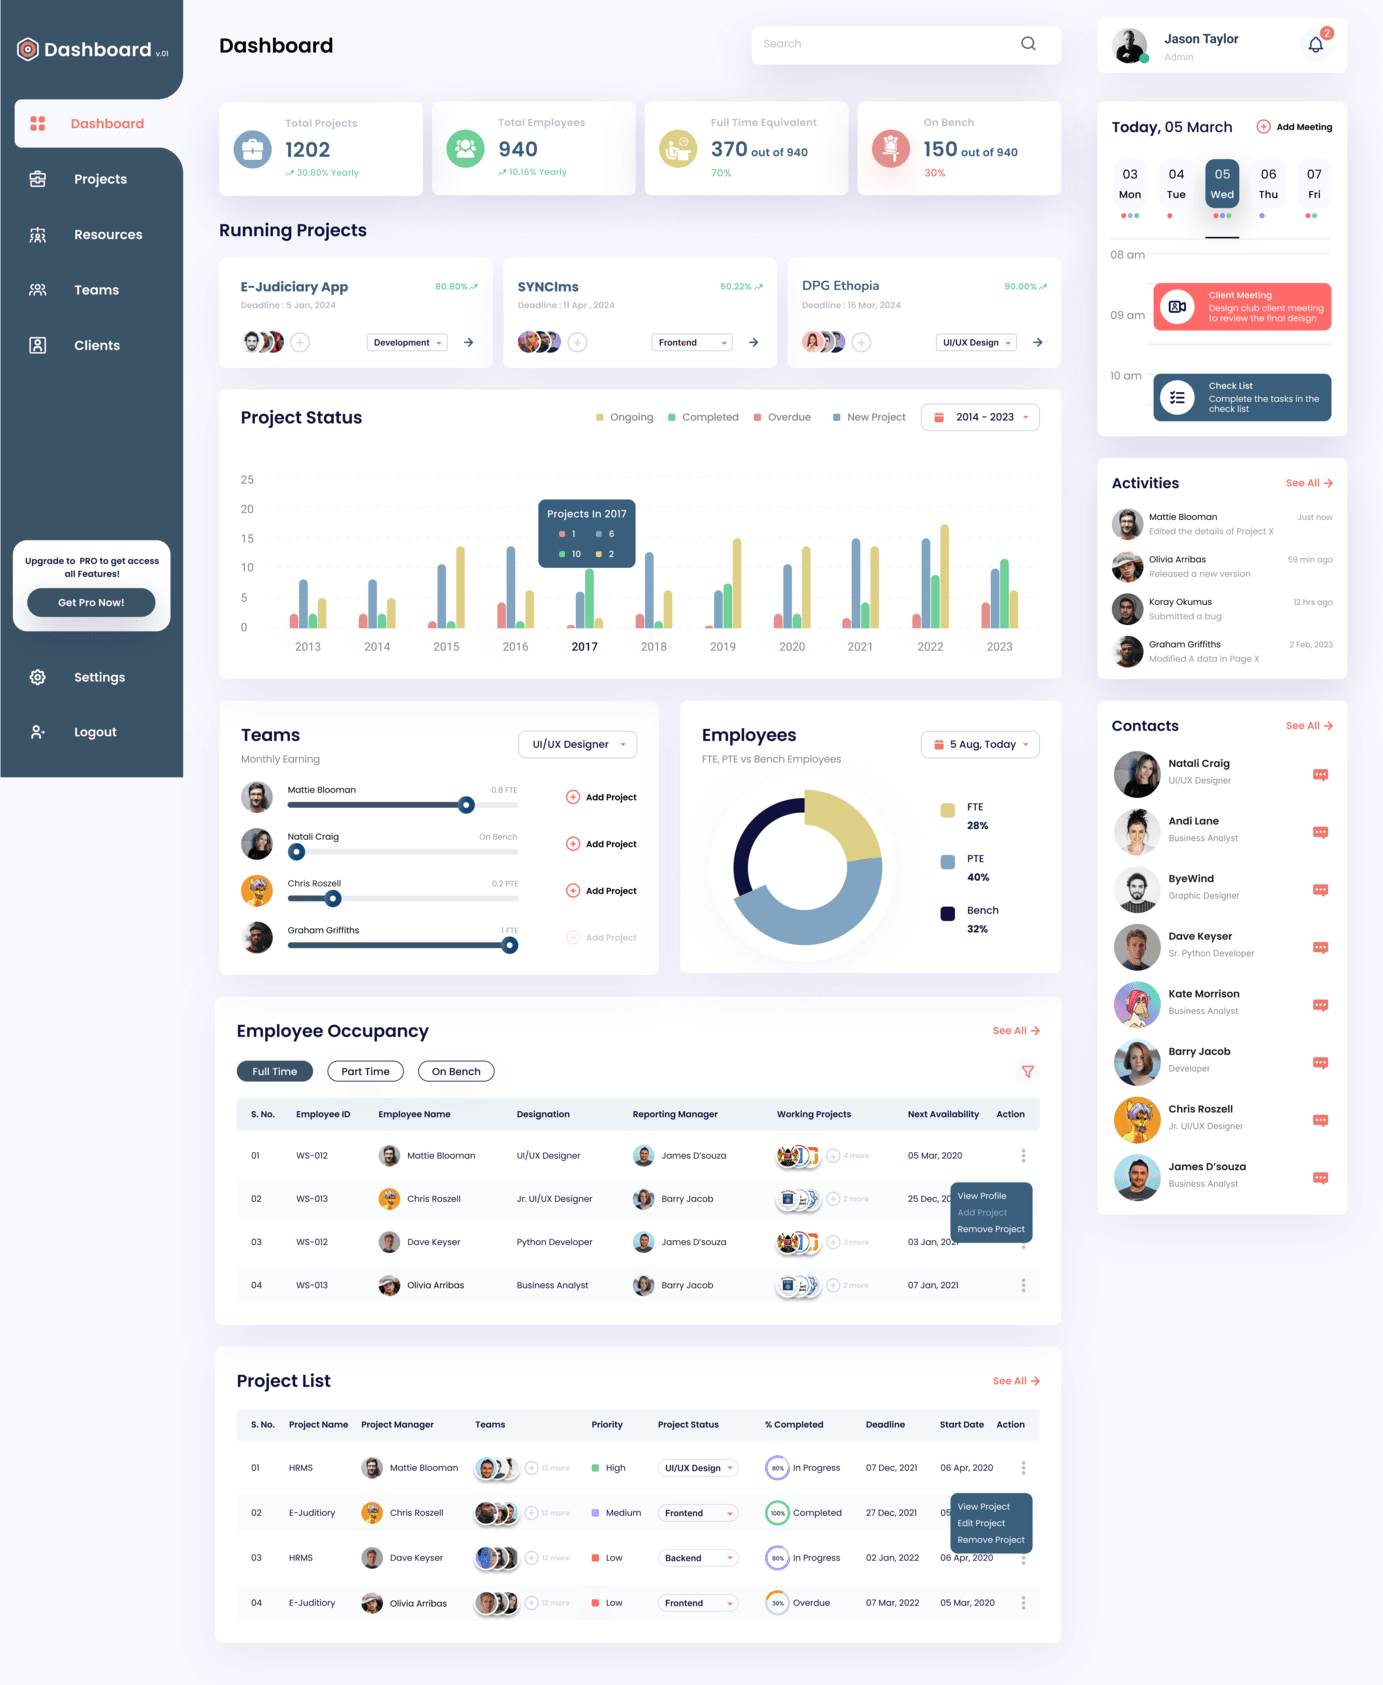 Dashboard v.01
Dashboard
Projects
Resources
Teams
Clients
Upgrade to PRO to get access
all Features!
Get Pro Now!
Settings
Logout
Dashboard
Search
Jason Taylor
Admin
2
Total Projects
1202
30.80% Yearly
Total Employees
940
10.16% Yearly
Full Time Equivalent
370 out of 940
70%
On Bench
150 out of 940
30%
Running Projects
E-Judiciary App
80.80%
Deadline : 5 Jan, 2024
Development
SYNClms
50.22%
Deadline : 11 Apr , 2024
Frontend
DPG Ethopia
90.00%
Deadline : 16 Mar, 2024
UI/UX Design
Project Status
Ongoing
Completed
Overdue
New Project
2014 - 2023
25
20
15
10
5
0
Projects In 2017
1 6
10 2
2013 2014 2015 2016 2017 2018 2019 2020 2021 2022 2023
Teams
Monthly Earning
UI/UX Designer
Mattie Blooman 0.8 FTE
Add Project
Natali Craig On Bench
Add Project
Chris Roszell 0.2 PTE
Add Project
Graham Griffiths 1 FTE
Add Project
Employees
FTE, PTE vs Bench Employees
5 Aug, Today
FTE
28%
PTE
40%
Bench
32%
Employee Occupancy
See All
Full Time Part Time On Bench
S. No. Employee ID Employee Name Designation Reporting Manager Working Projects Next Availability Action
01 WS-012 Mattie Blooman UI/UX Designer James D'souza 4 more 05 Mar, 2020
02 WS-013 Chris Roszell Jr. UI/UX Designer Barry Jacob 2 more 25 Dec, 20
03 WS-012 Dave Keyser Python Developer James D'souza 3 more 03 Jan, 202
04 WS-013 Olivia Arribas Business Analyst Barry Jacob 2 more 07 Jan, 2021
View Profile
Add Project
Remove Project
Project List
See All
S. No. Project Name Project Manager Teams Priority Project Status % Completed Deadline Start Date Action
01 HRMS Mattie Blooman 12 more High UI/UX Design 80% In Progress 07 Dec, 2021 06 Apr, 2020
02 E-Juditiory Chris Roszell 12 more Medium Frontend 100% Completed 27 Dec, 2021 05
03 HRMS Dave Keyser 12 more Low Backend 80% In Progress 02 Jan, 2022 06 Apr, 2020
04 E-Juditiory Olivia Arribas 12 more Low Frontend 30% Overdue 07 Mar, 2022 05 Mar, 2020
View Project
Edit Project
Remove Project
Today, 05 March
Add Meeting
03 04 05 06 07
Mon Tue Wed Thu Fri
08 am
09 am
Client Meeting
Design club client meeting
to review the final deisgn
10 am
Check List
Complete the tasks in the
check list
Activities
See All
Mattie Blooman Just now
Edited the details of Project X
Olivia Arribas 59 min ago
Released a new version
Koray Okumus 12 hrs ago
Submitted a bug
Graham Griffiths 2 Feb, 2023
Modified A data in Page X
Contacts
See All
Natali Craig
UI/UX Designer
Andi Lane
Business Analyst
ByeWind
Graphic Designer
Dave Keyser
Sr. Python Developer
Kate Morrison
Business Analyst
Barry Jacob
Developer
Chris Roszell
Jr. UI/UX Designer
James D'souza
Business Analyst